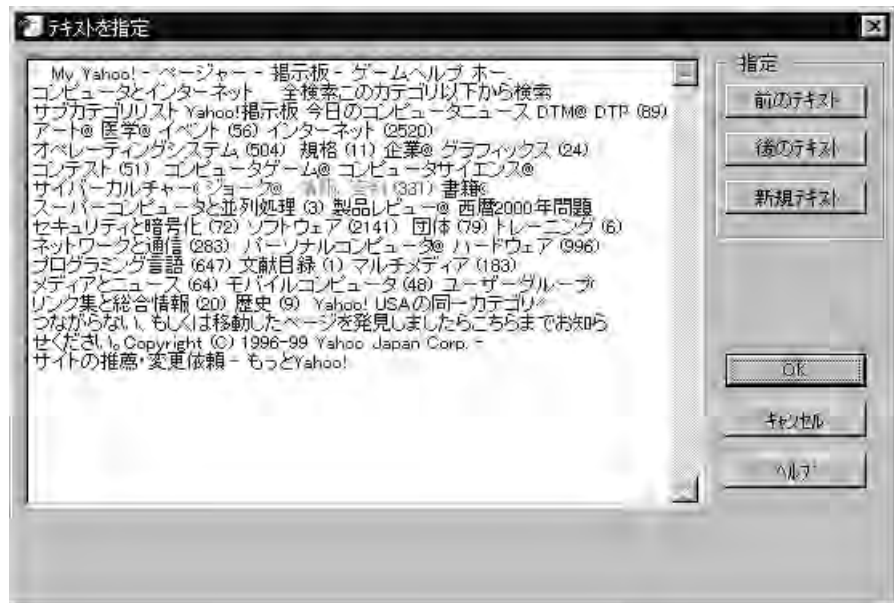 テキストを指定
My Yahoo! - ページャー - 掲示板 - ゲームヘルプ ホー
コンピュータとインターネット 全検索このカテゴリ以下から検索
サブカテゴリリスト Yahoo!掲示板 今日のコンピュータニュース DTM@ DTP (89)
アート@ 医学@ イベント (56) インターネット (2520)
オペレーティングシステム (504) 規格 (11) 企業@ グラフィックス (24)
コンテスト (51) コンピュータゲーム@ コンピュータサイエンス@
サイバーカルチャー@ ジョーク@ (331) 書籍@
スーパーコンピュータと並列処理 (3) 製品レビュー@ 西暦2000年問題
セキュリティと暗号化 (72) ソフトウェア (2141) 団体 (79) トレーニング (6)
ネットワークと通信 (283) パーソナルコンピュータ@ ハードウェア (996)
プログラミング言語 (647) 文献目録 (1) マルチメディア (183)
メディアとニュース (64) モバイルコンピュータ (48) ユーザーグループ
リンク集と総合情報 (20) 歴史 (9) Yahoo! USAの同一カテゴリ
つながらない、もしくは移動したページを発見しましたらこちらまでお知ら
せください。Copyright (C) 1996-99 Yahoo Japan Corp. -
サイトの推薦・変更依頼 - もっとYahoo!
指定
前のテキスト
後のテキスト
新規テキスト
OK
キャンセル
ヘルプ